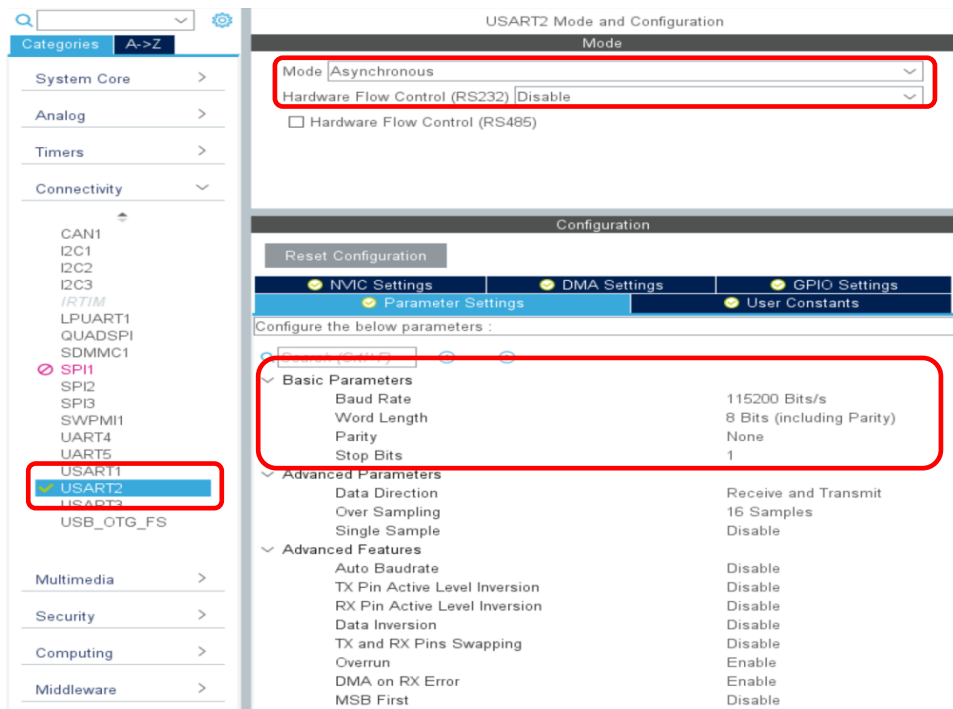 Categories A->Z
System Core
Analog
Timers
Connectivity
CAN1
I2C1
I2C2
I2C3
IRTIM
LPUART1
QUADSPI
SDMMC1
SPI1
SPI2
SPI3
SWPMI1
UART4
UART5
USART1
USART2
USART3
USB_OTG_FS
Multimedia
Security
Computing
Middleware
USART2 Mode and Configuration
Mode
Mode Asynchronous
Hardware Flow Control (RS232) Disable
Hardware Flow Control (RS485)
Configuration
Reset Configuration
NVIC Settings DMA Settings GPIO Settings
Parameter Settings User Constants
Configure the below parameters :
Basic Parameters
Baud Rate 115200 Bits/s
Word Length 8 Bits (including Parity)
Parity None
Stop Bits 1
Advanced Parameters
Data Direction Receive and Transmit
Over Sampling 16 Samples
Single Sample Disable
Advanced Features
Auto Baudrate Disable
TX Pin Active Level Inversion Disable
RX Pin Active Level Inversion Disable
Data Inversion Disable
TX and RX Pins Swapping Disable
Overrun Enable
DMA on RX Error Enable
MSB First Disable